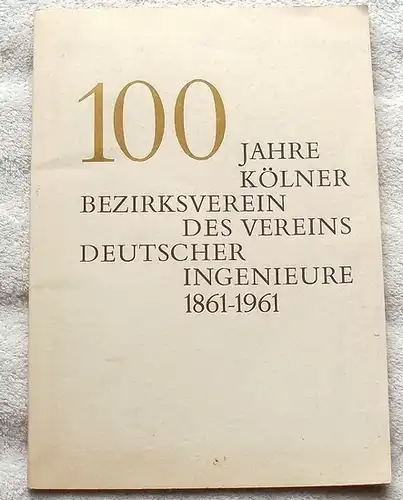 100 JAHRE
KÖLNER
BEZIRKSVEREIN
DES VEREINS
DEUTSCHER
INGENIEURE
1861-1961